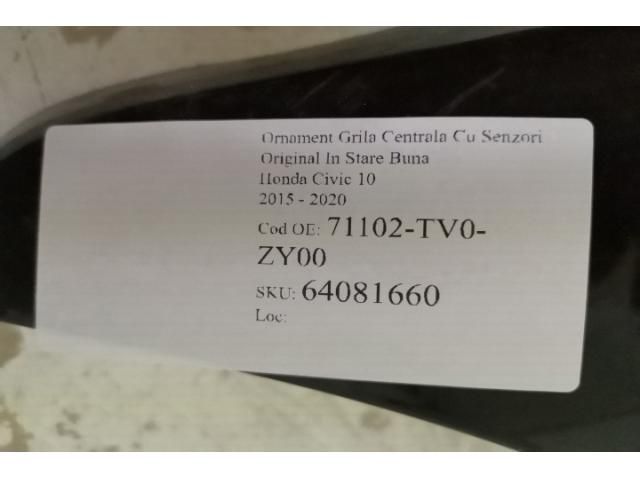 Ornament Grila Centrala Cu Senzori
Original In Stare Buna
Honda Civic 10
2015 - 2020
Cod OE: 71102-TV0-
ZY00
SKU: 64081660
Loc: